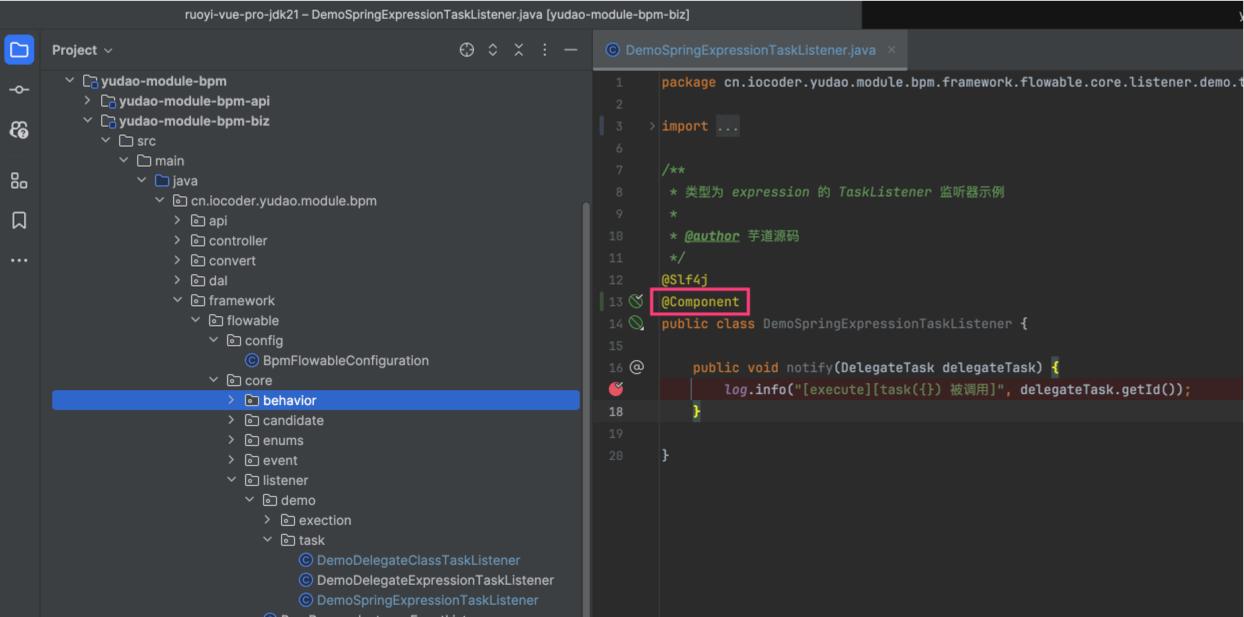 ruoyi-vue-pro-jdk21 – DemoSpringExpressionTaskListener.java [yudao-module-bpm-biz]
Project
yudao-module-bpm
yudao-module-bpm-api
yudao-module-bpm-biz
src
main
java
cn.iocoder.yudao.module.bpm
api
controller
convert
dal
framework
flowable
config
BpmFlowableConfiguration
core
behavior
candidate
enums
event
listener
demo
exection
task
DemoDelegateClassTaskListener
DemoDelegateExpressionTaskListener
DemoSpringExpressionTaskListener
DemoSpringExpressionTaskListener.java
1 package cn.iocoder.yudao.module.bpm.framework.flowable.core.listener.demo.t
2
3 import ...
6
7 /**
8 * 类型为 expression 的 TaskListener 监听器示例
9 *
10 * @author 芋道源码
11 */
12 @Slf4j
13 @Component
14 public class DemoSpringExpressionTaskListener {
15
16 public void notify(DelegateTask delegateTask) {
log.info("[execute][task({}) 被调用]", delegateTask.getId());
18 }
19
20 }